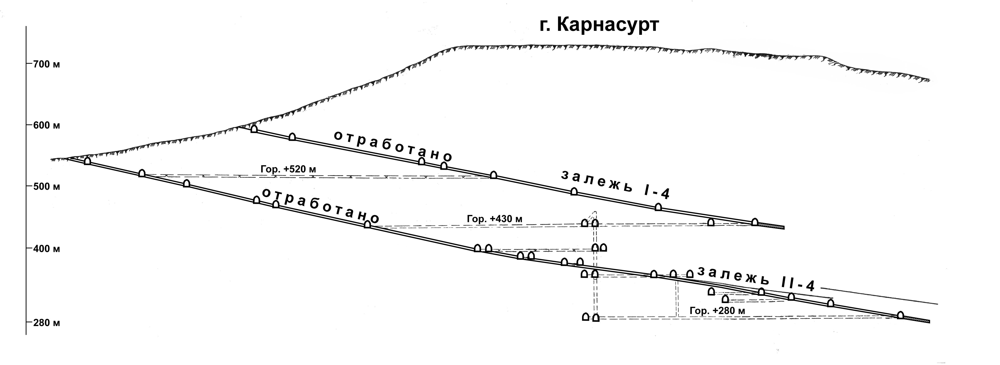 г. Карнасурт
700 м
600 м
отработано
Гор. +520 м
залежь I-4
500 м
отработано
Гор. +430 м
400 м
залежь II-4
Гор. +280 м
280 м